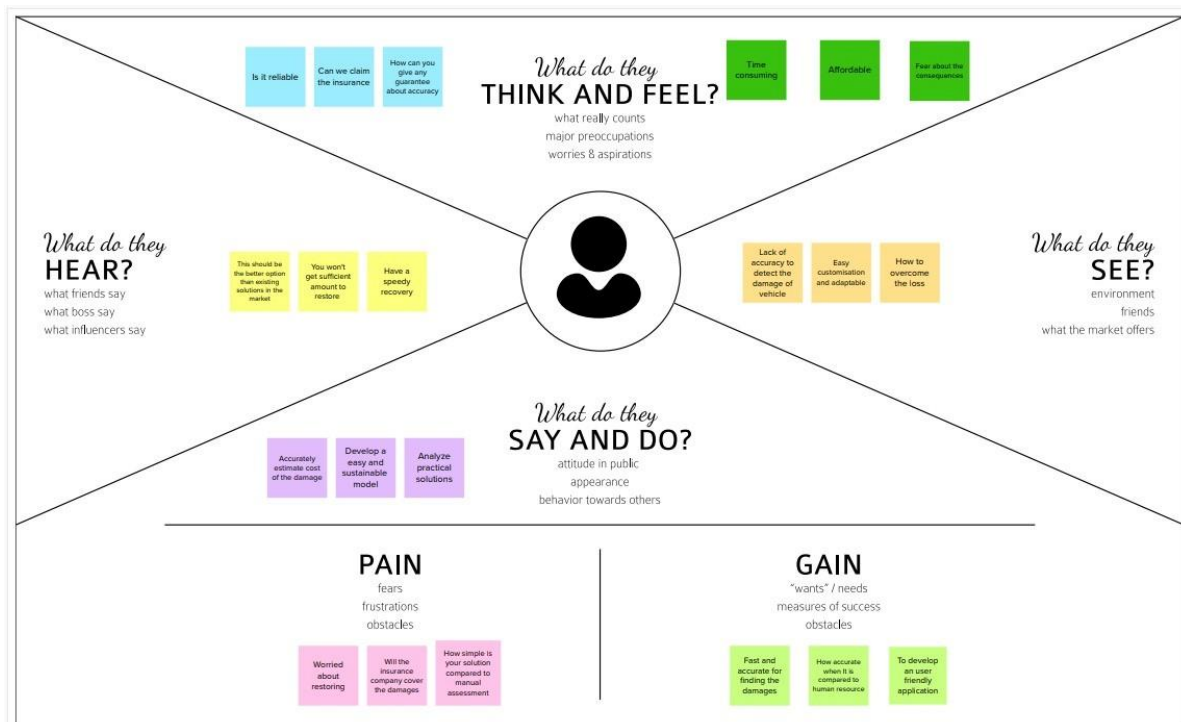 Is it reliable
Can we claim
the insurance
How can you
give any
guarantee
about accuracy
What do they
THINK AND FEEL?
what really counts
major preoccupations
worries & aspirations
Time
consuming
Affordable
Fear about the
consequences
What do they
HEAR?
what friends say
what boss say
what influencers say
This should be
the better option
than existing
solutions in the
market
You won't
get sufficient
amount to
restore
Have a
speedy
recovery
Lack of
accuracy to
detect the
damage of
vehicle
Easy
customisation
and adaptable
How to
overcome
the loss
What do they
SEE?
environment
friends
what the market offers
What do they
SAY AND DO?
attitude in public
appearance
behavior towards others
Accurately
estimate cost
of the damage
Develop a
easy and
sustainable
model
Analyze
practical
solutions
PAIN
fears
frustrations
obstacles
Worried
about
restoring
Will the
insurance
company cover
the damages
How simple is
your solution
compared to
manual
assessment
GAIN
"wants" / needs
measures of success
obstacles
Fast and
accurate for
finding the
damages
How accurate
when it is
compared to
human resource
To develop
an user
friendly
application